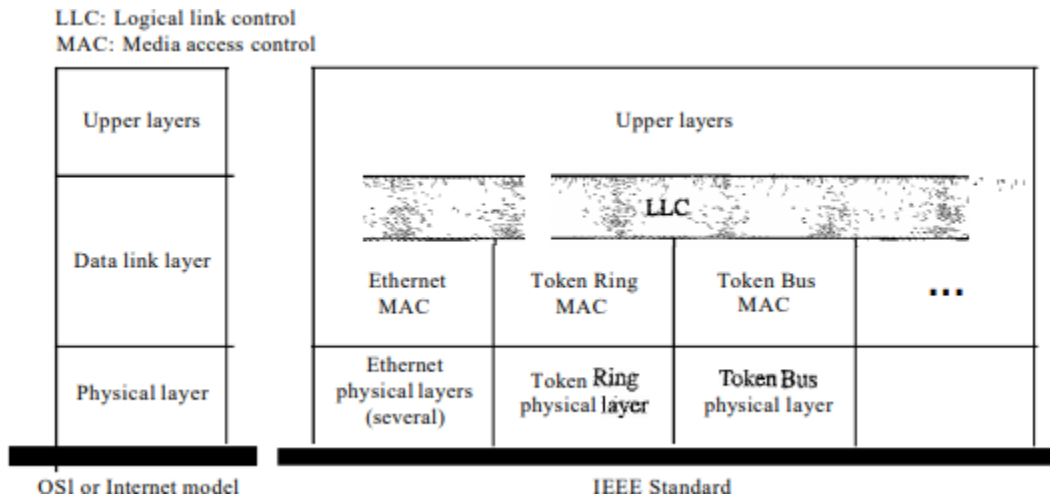 LLC: Logical link control
MAC: Media access control
Upper layers
Data link layer
Physical layer
OSI or Internet model
Upper layers
LLC
Ethernet
MAC
Token Ring
MAC
Token Bus
MAC
...
Ethernet
physical layers
(several)
Token Ring
physical layer
Token Bus
physical layer
IEEE Standard